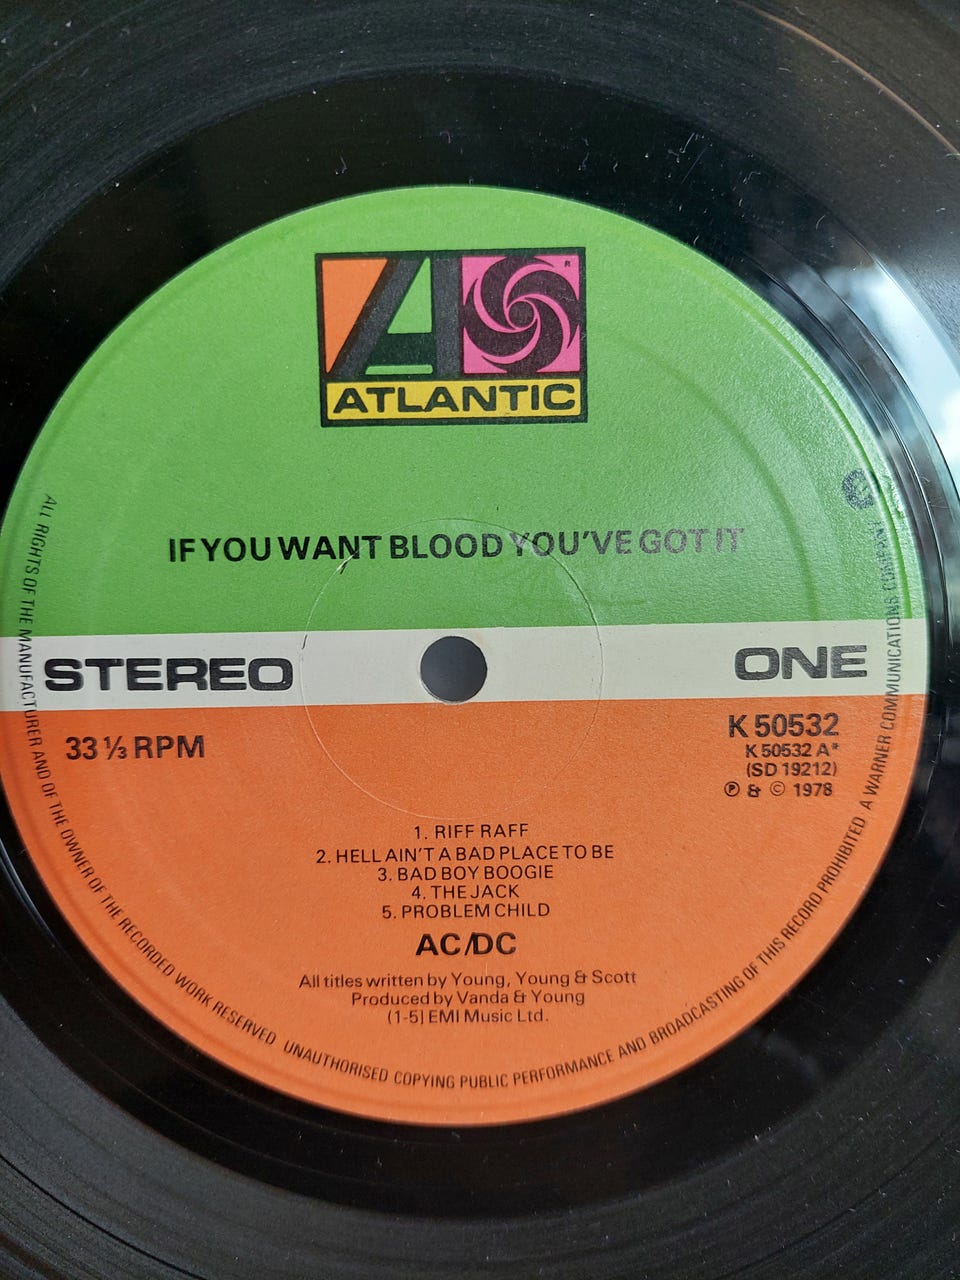 ATLANTIC
IF YOU WANT BLOOD YOU'VE GOT IT
STEREO
ONE
33 ⅓ RPM
K 50532
K 50532 A*
(SD 19212)
℗ & © 1978
1. RIFF RAFF
2. HELL AIN'T A BAD PLACE TO BE
3. BAD BOY BOOGIE
4. THE JACK
5. PROBLEM CHILD
AC/DC
All titles written by Young, Young & Scott
Produced by Vanda & Young
(1-5) EMI Music Ltd.
ALL RIGHTS OF THE MANUFACTURER AND OF THE OWNER OF THE RECORDED WORK RESERVED UNAUTHORISED COPYING PUBLIC PERFORMANCE AND BROADCASTING OF THIS RECORD PROHIBITED A WARNER COMMUNICATIONS COMPANY